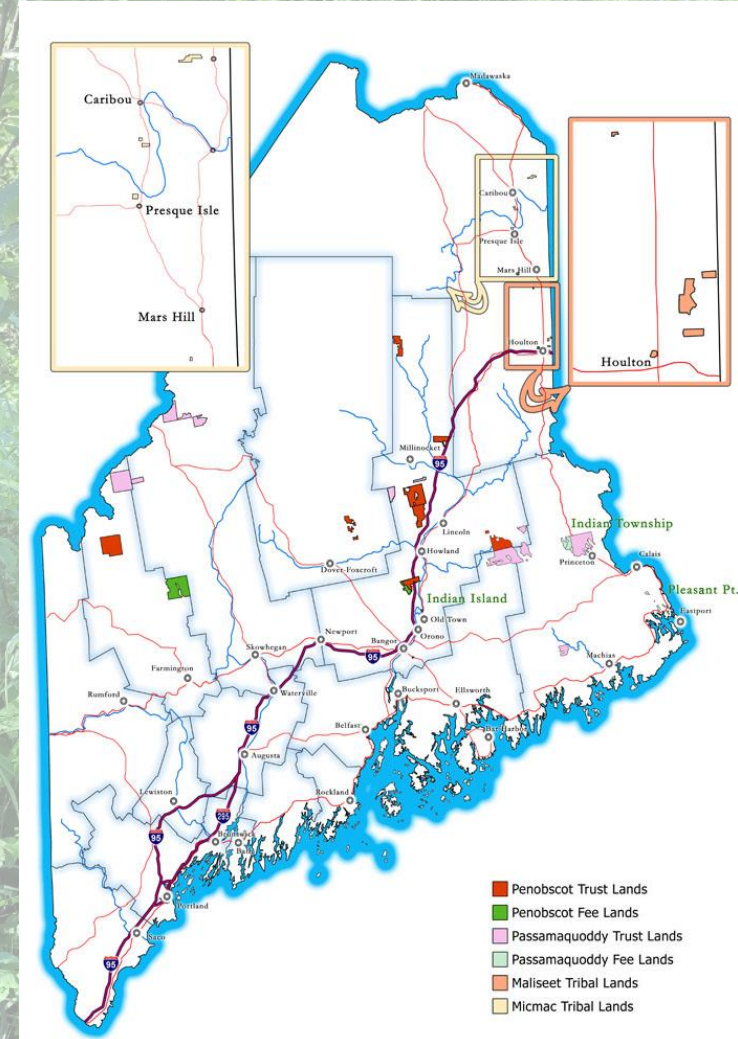 Caribou
Presque Isle
Mars Hill
Madawaska
Caribou
Presque Isle
Mars Hill
Houlton
Houlton
Millinocket
95
Lincoln
Howland
Dover-Foxcroft
Indian Township
Princeton
Calais
Pleasant Pt.
Eastport
Indian Island
Old Town
Orono
Bangor
Newport
95
Skowhegan
Farmington
Rumford
Waterville
Machias
Bucksport
Ellsworth
Belfast
Bar Harbor
95
Augusta
Lewiston
Rockland
295
95
Brunswick
Bath
Portland
Saco
95
Penobscot Trust Lands
Penobscot Fee Lands
Passamaquoddy Trust Lands
Passamaquoddy Fee Lands
Maliseet Tribal Lands
Micmac Tribal Lands